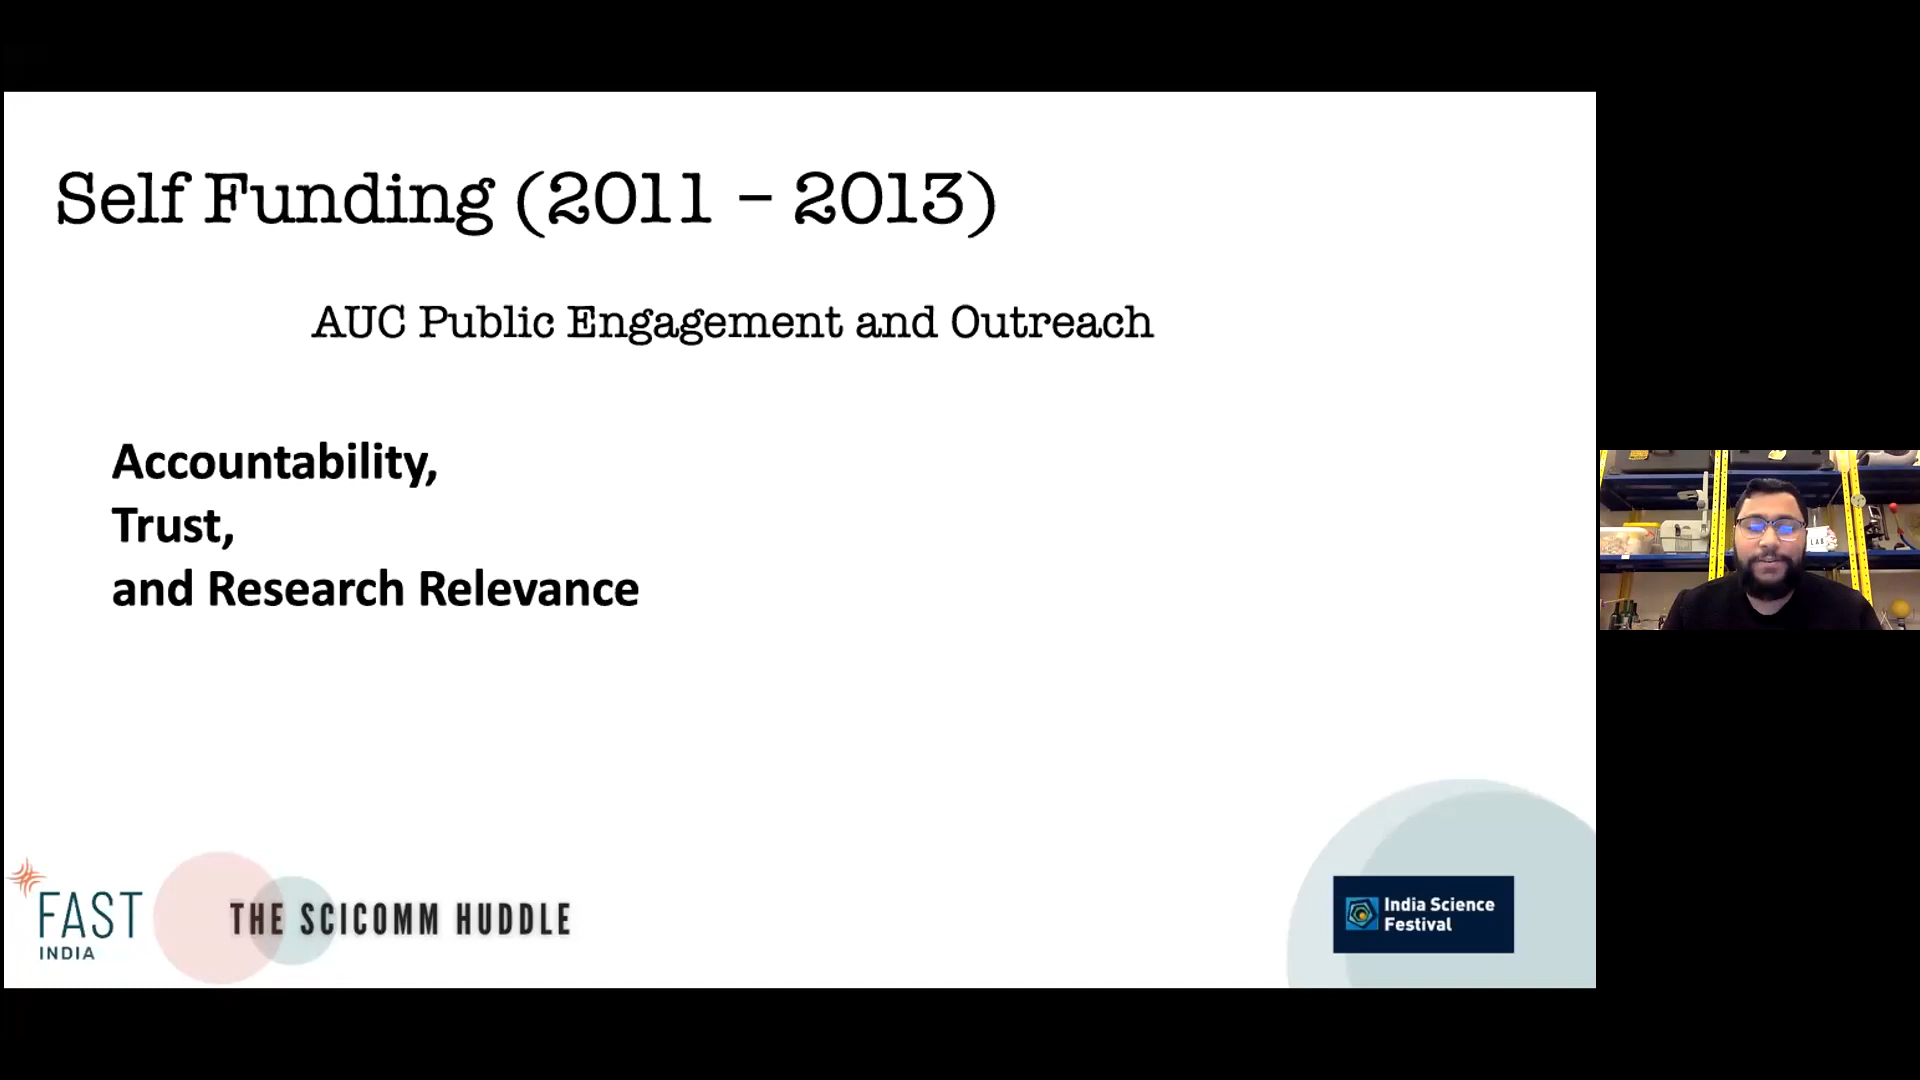 Self Funding (2011 – 2013)
AUC Public Engagement and Outreach
Accountability,
Trust,
and Research Relevance
FAST
INDIA
THE SCICOMM HUDDLE
India Science
Festival
LAB